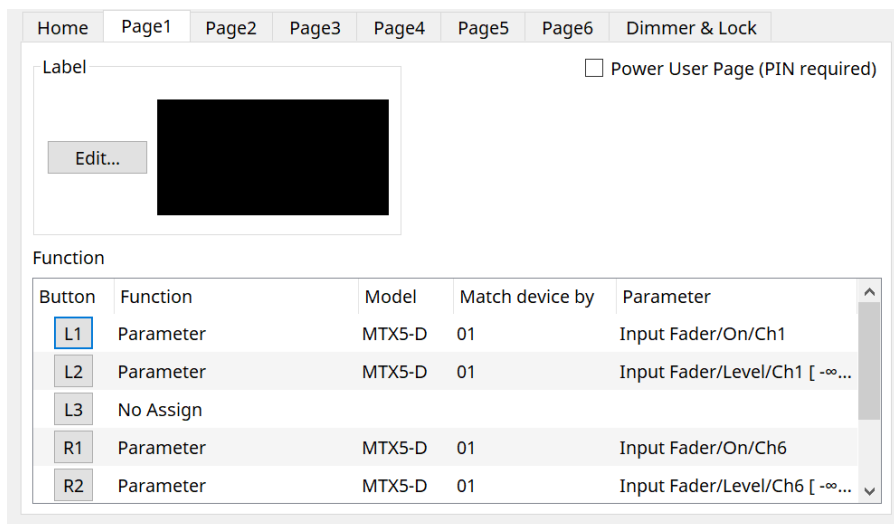 Home Page1 Page2 Page3 Page4 Page5 Page6 Dimmer & Lock
Label
Power User Page (PIN required)
Edit...
Function
Button Function Model Match device by Parameter
L1 Parameter MTX5-D 01 Input Fader/On/Ch1
L2 Parameter MTX5-D 01 Input Fader/Level/Ch1 [ -∞...
L3 No Assign
R1 Parameter MTX5-D 01 Input Fader/On/Ch6
R2 Parameter MTX5-D 01 Input Fader/Level/Ch6 [ -∞...